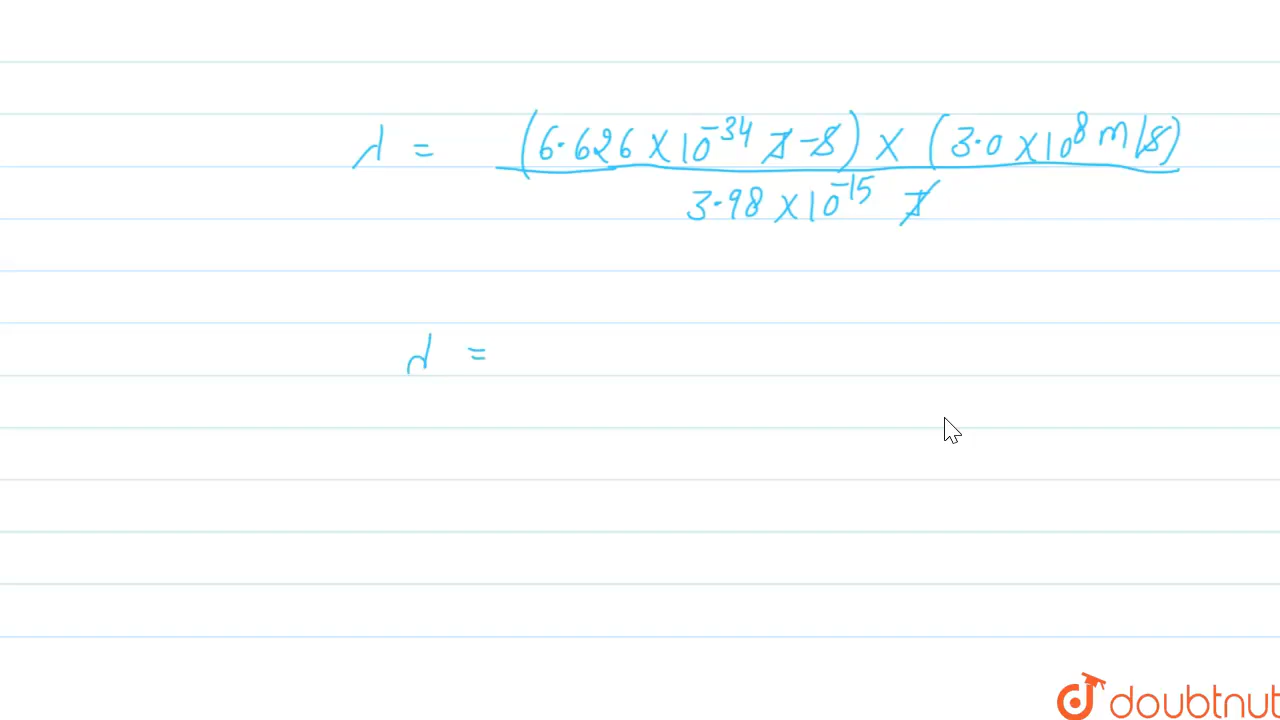 λ = (6.626 × 10⁻³⁴ J-s) × (3.0 × 10⁸ m/s)
3.98 × 10⁻¹⁵ J
λ =
doubtnut